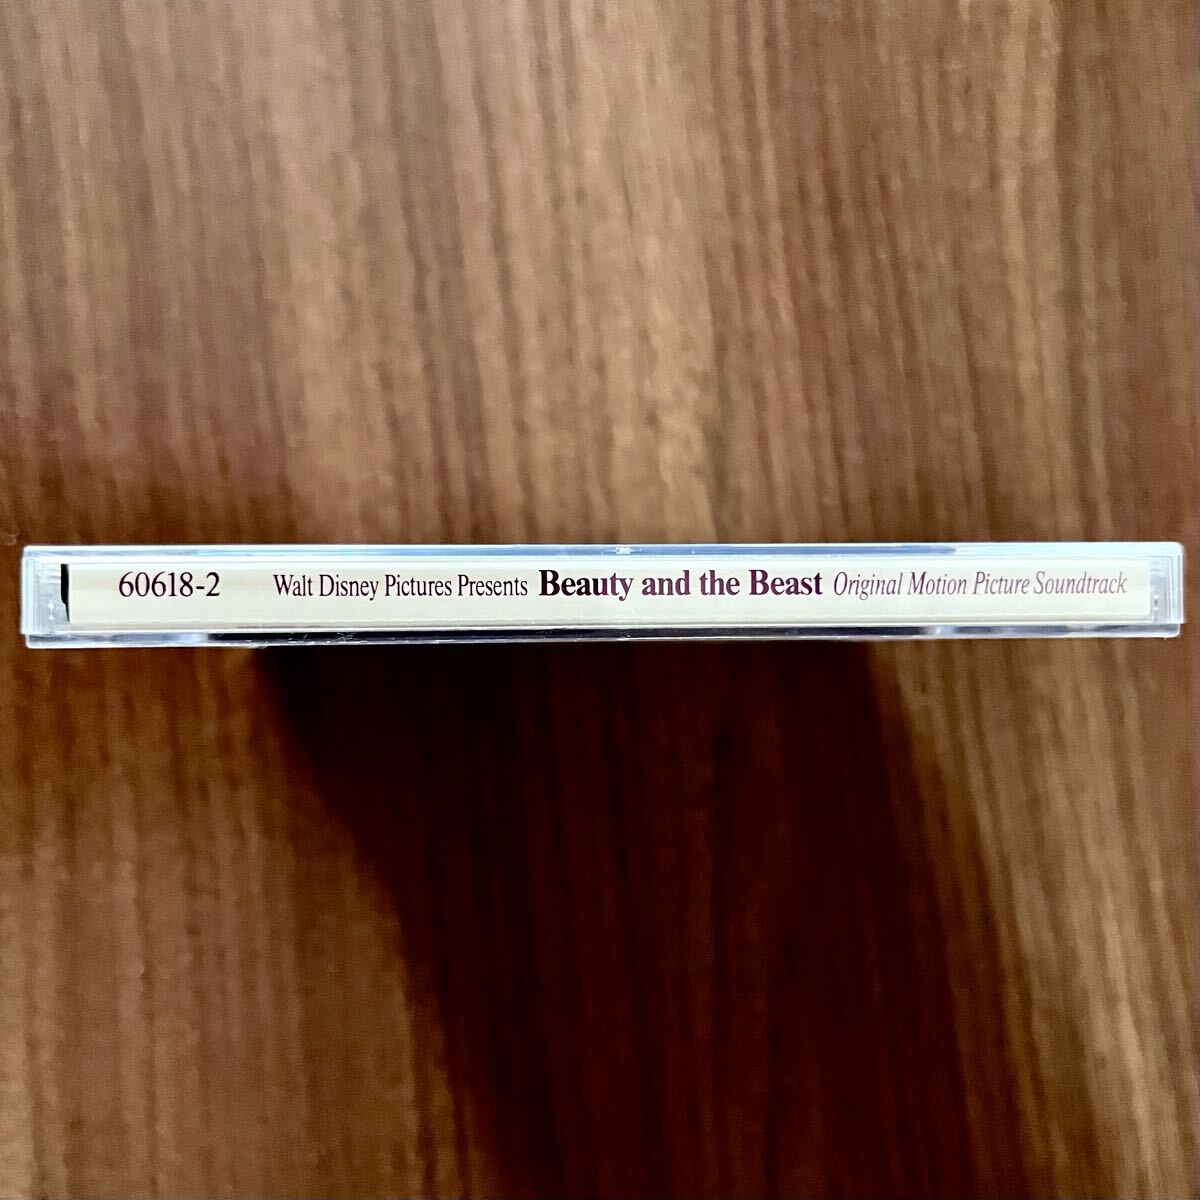 60618-2 Walt Disney Pictures Presents Beauty and the Beast Original Motion Picture Soundtrack